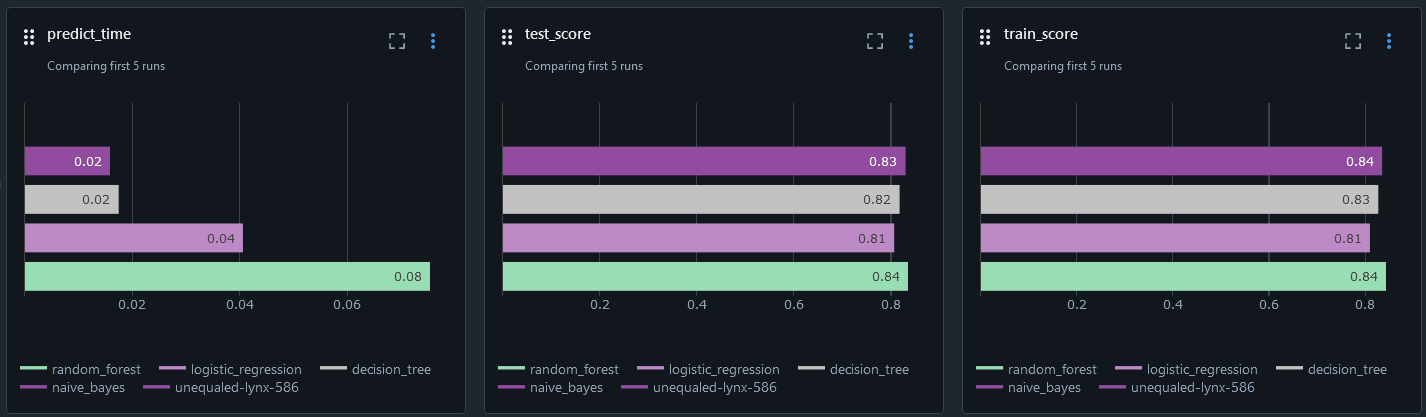 predict_time
Comparing first 5 runs
0.02
0.02
0.04
0.08
0.02 0.04 0.06
random_forest logistic_regression decision_tree
naive_bayes unequaled-lynx-586
test_score
Comparing first 5 runs
0.83
0.82
0.81
0.84
0.2 0.4 0.6 0.8
random_forest logistic_regression decision_tree
naive_bayes unequaled-lynx-586
train_score
Comparing first 5 runs
0.84
0.83
0.81
0.84
0.2 0.4 0.6 0.8
random_forest logistic_regression decision_tree
naive_bayes unequaled-lynx-586